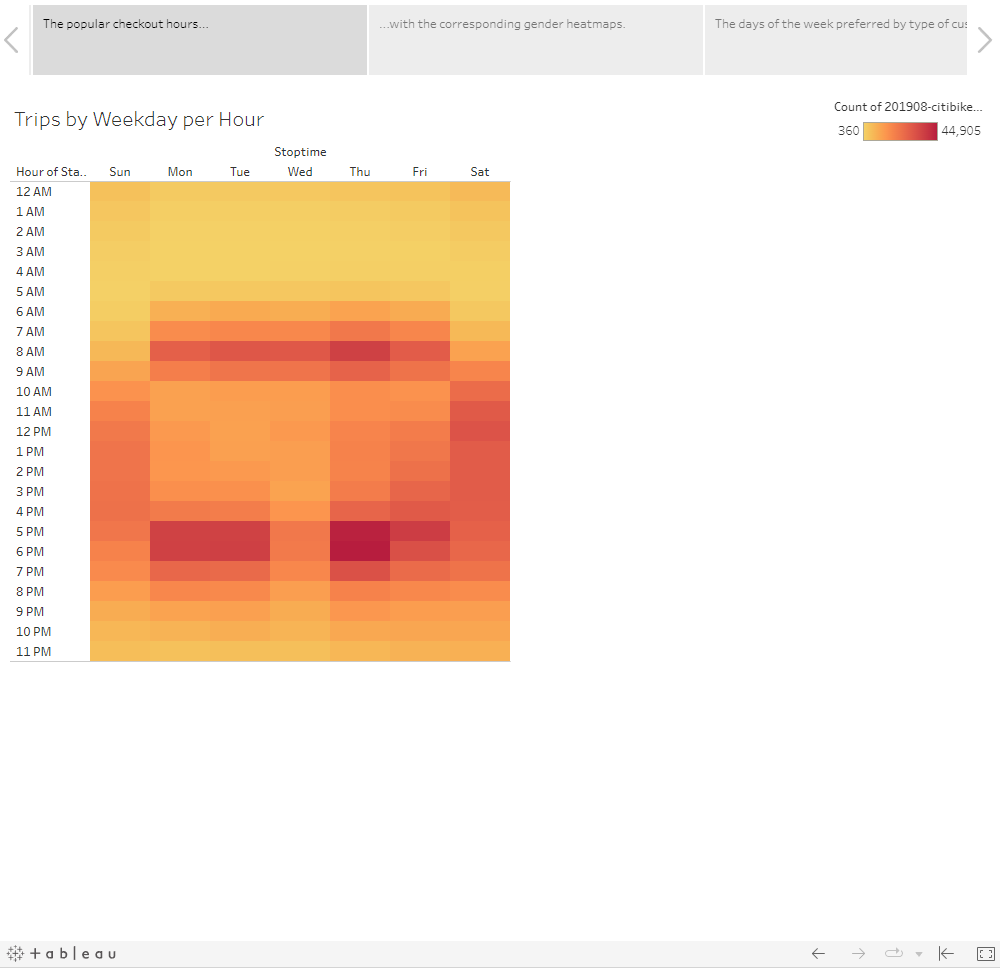 The popular checkout hours...
...with the corresponding gender heatmaps.
The days of the week preferred by type of cus
Trips by Weekday per Hour
Count of 201908-citibike...
360 44,905
Stoptime
Hour of Sta.. Sun Mon Tue Wed Thu Fri Sat
12 AM
1 AM
2 AM
3 AM
4 AM
5 AM
6 AM
7 AM
8 AM
9 AM
10 AM
11 AM
12 PM
1 PM
2 PM
3 PM
4 PM
5 PM
6 PM
7 PM
8 PM
9 PM
10 PM
11 PM
+ableau